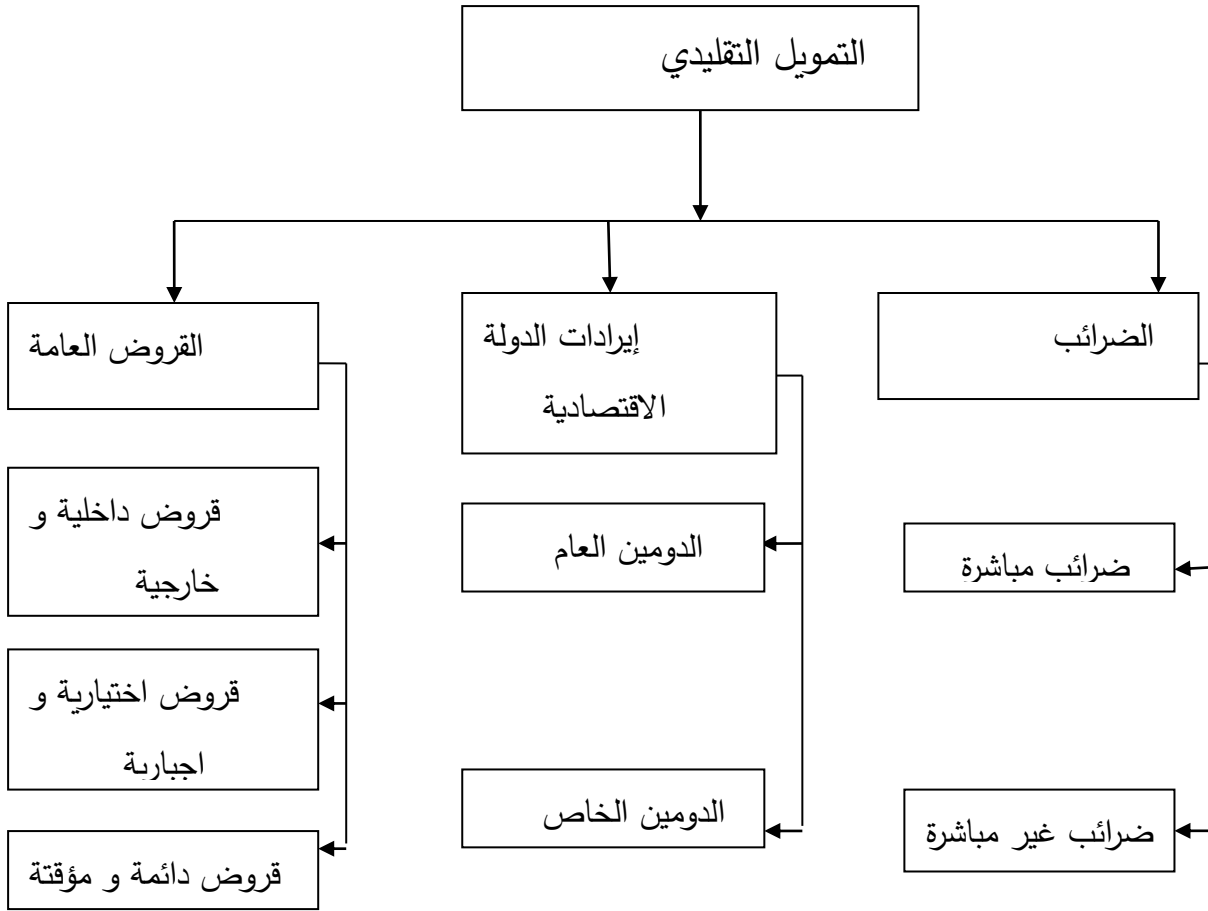 التمويل التقليدي
الضرائب
إيرادات الدولة
الاقتصادية
القروض العامة
ضرائب مباشرة
ضرائب غير مباشرة
الدومين العام
الدومين الخاص
قروض داخلية و
خارجية
قروض اختيارية و
اجبارية
قروض دائمة و مؤقتة